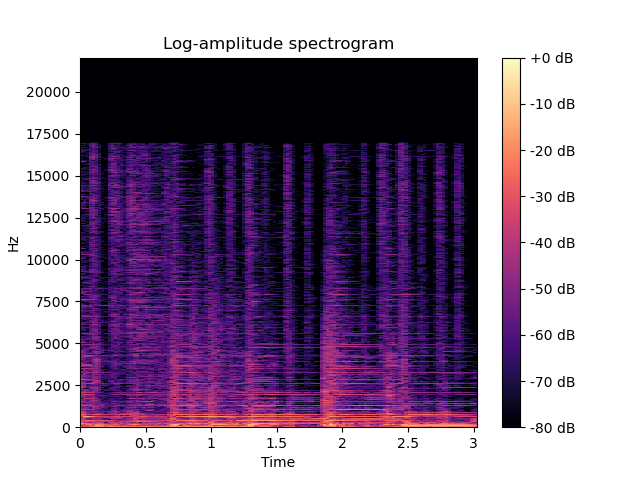 Log-amplitude spectrogram
Hz
20000
17500
15000
12500
10000
7500
5000
2500
0
0 0.5 1 1.5 2 2.5 3
Time
+0 dB
-10 dB
-20 dB
-30 dB
-40 dB
-50 dB
-60 dB
-70 dB
-80 dB